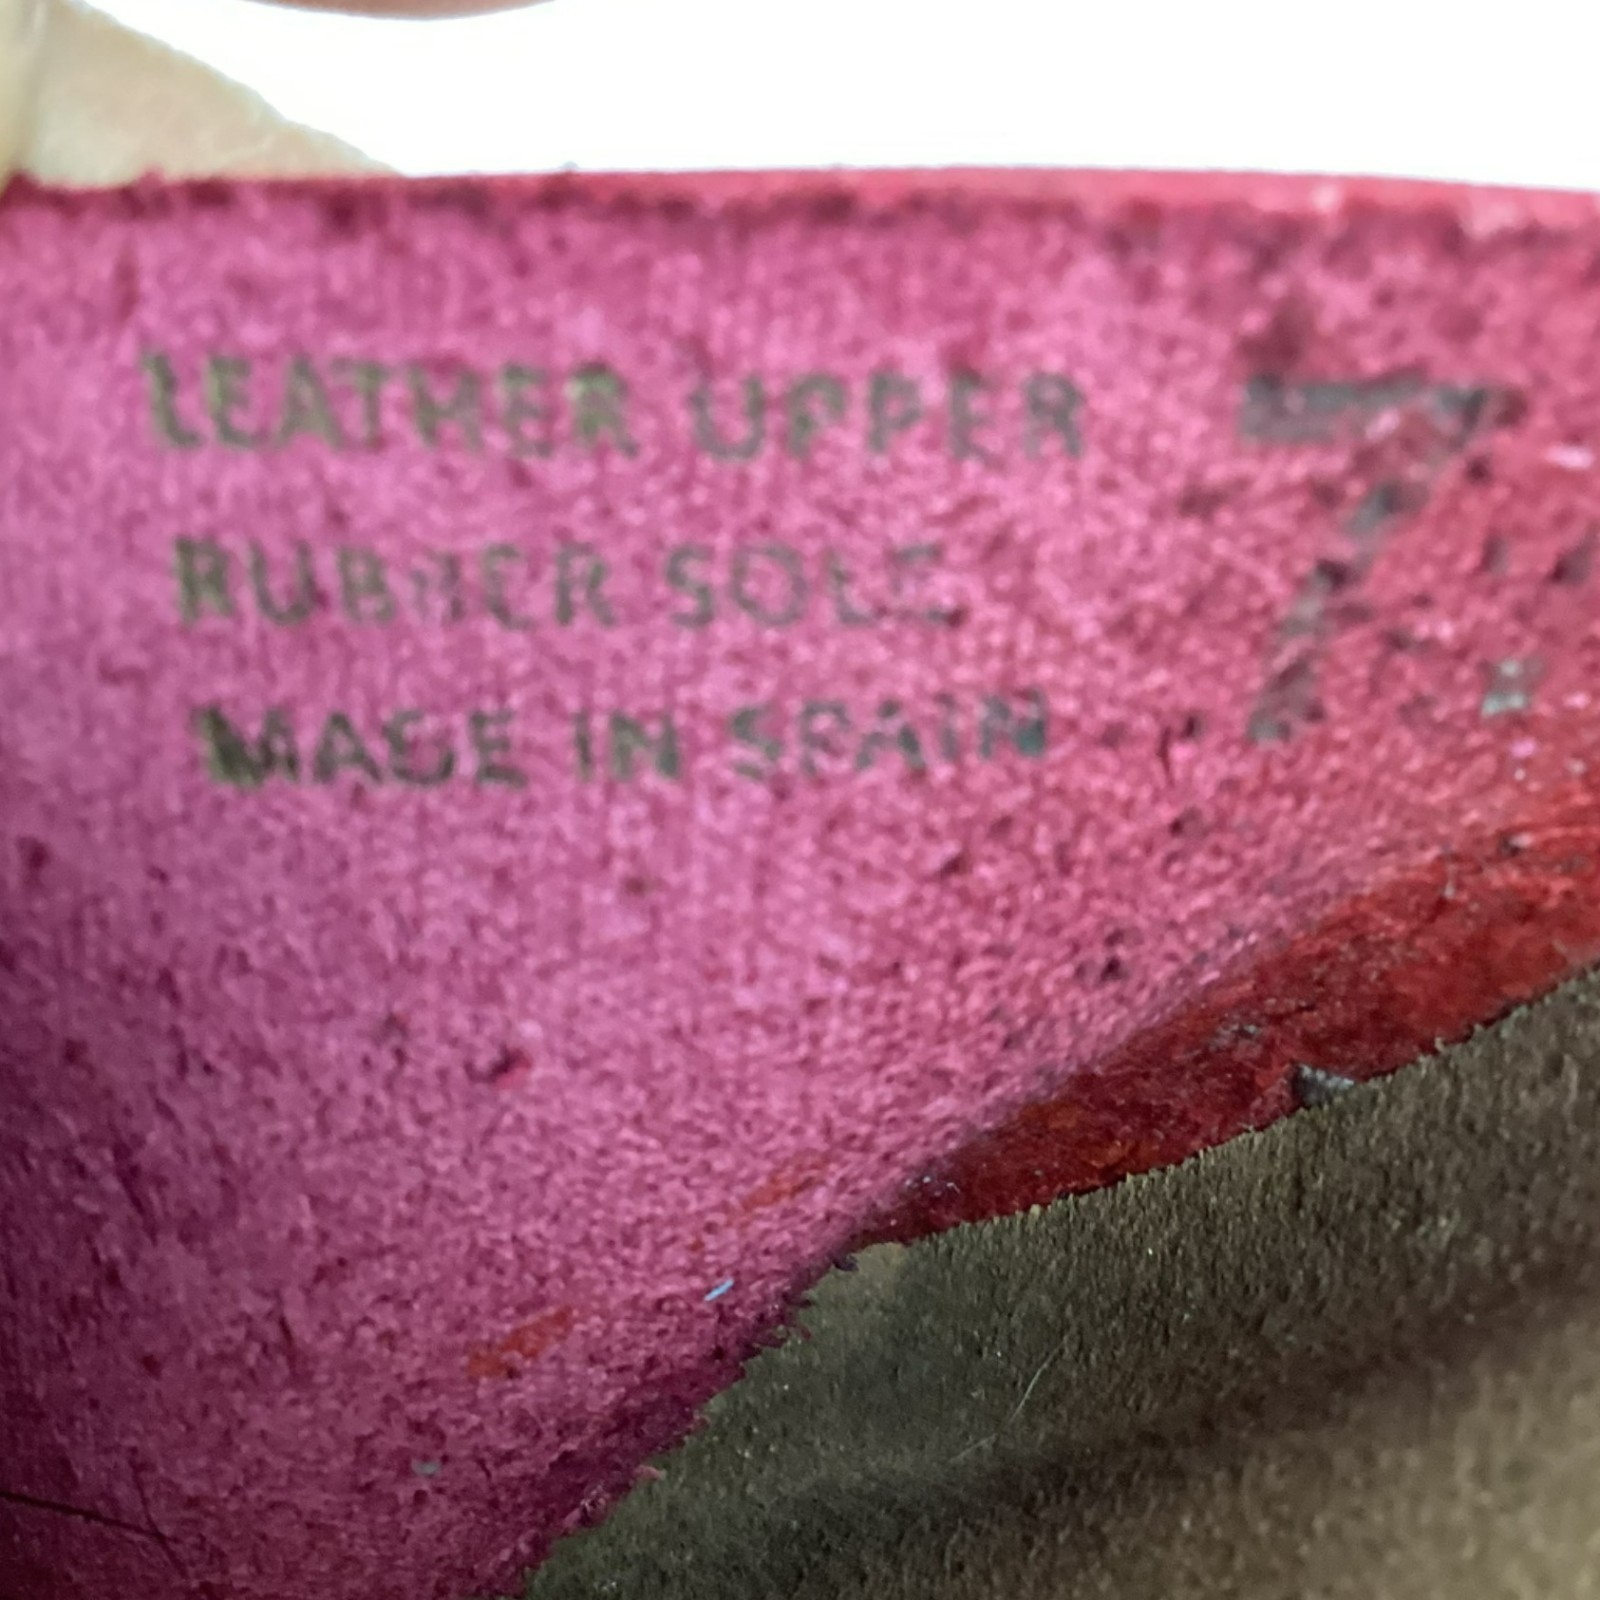 LEATHER UPPER
RUBBER SOLE
MADE IN SPAIN
7